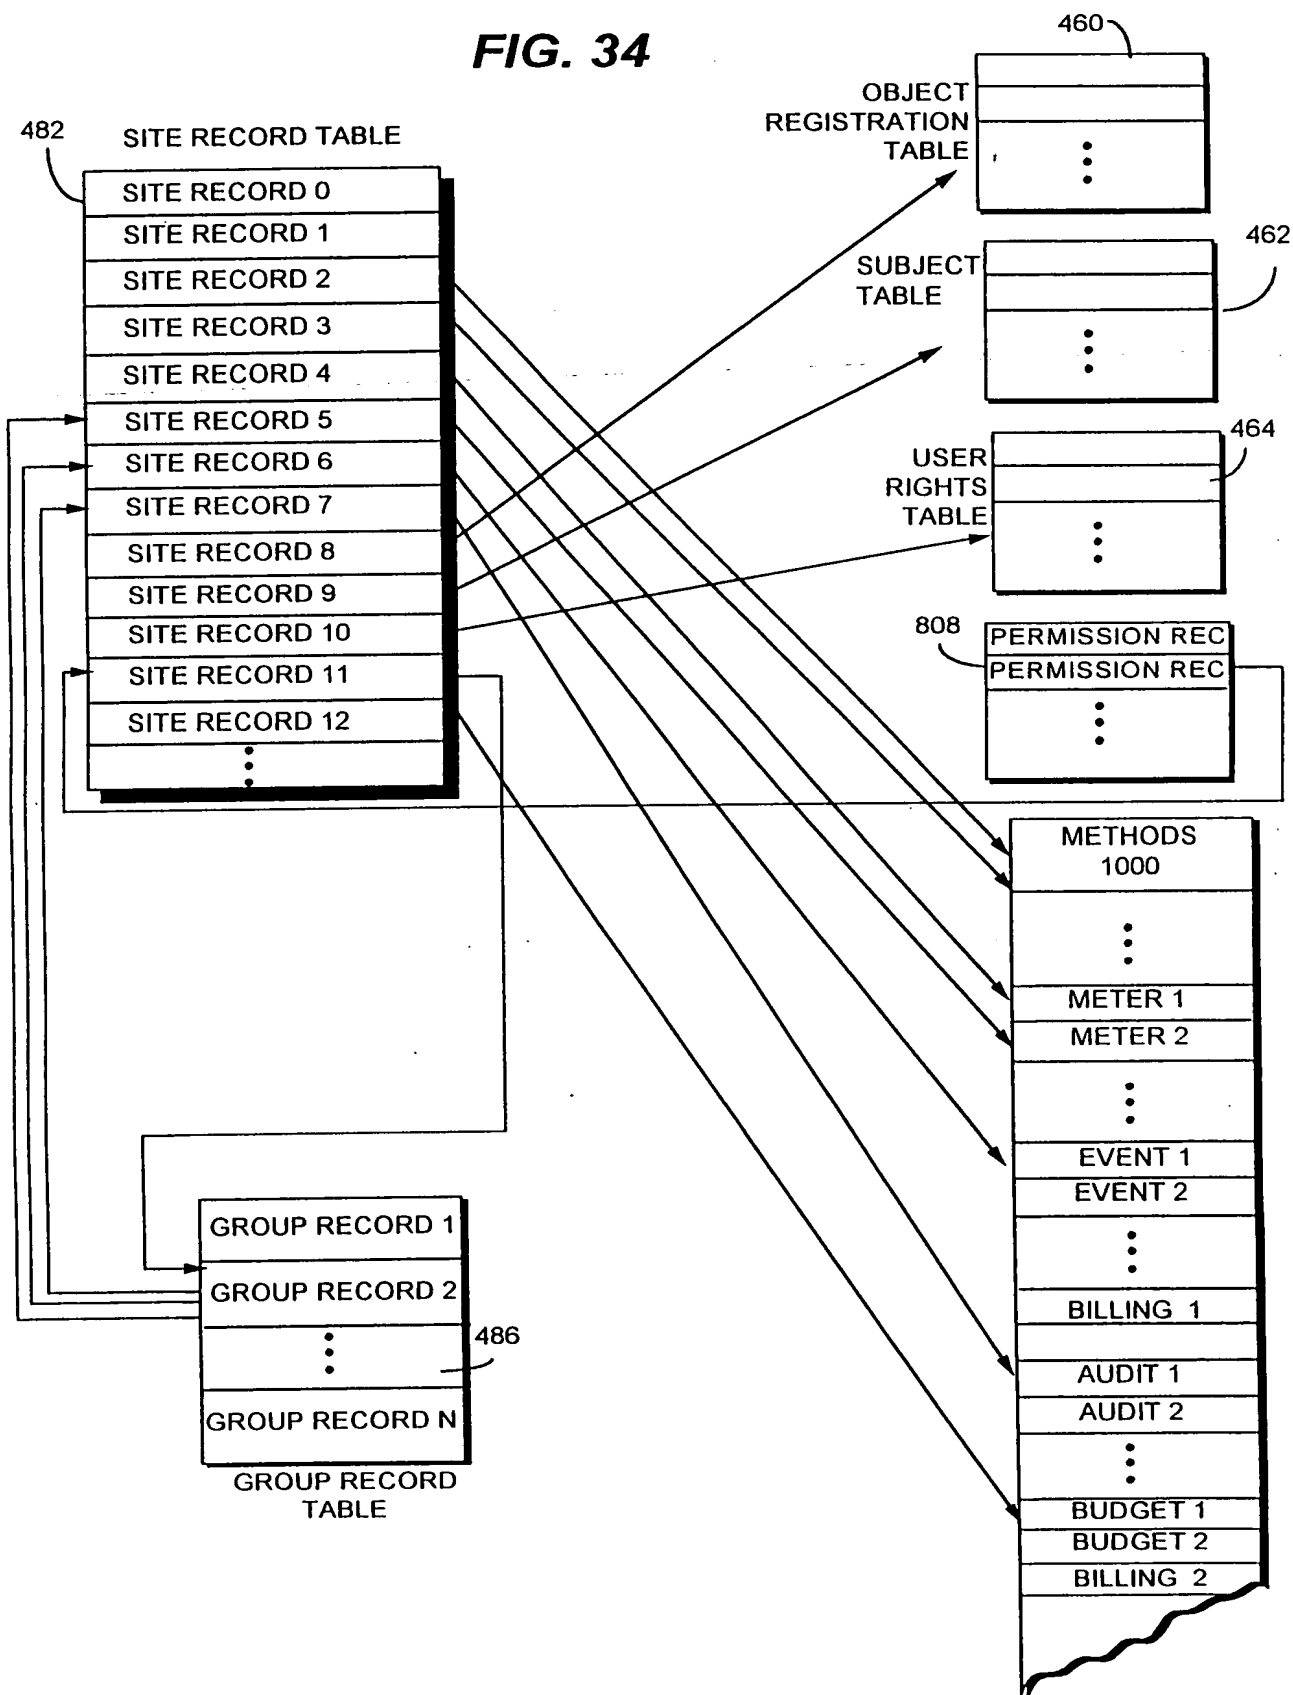 FIG. 34
460
OBJECT
REGISTRATION
TABLE
482
SITE RECORD TABLE
SITE RECORD 0
SITE RECORD 1
SITE RECORD 2
SITE RECORD 3
SITE RECORD 4
SITE RECORD 5
SITE RECORD 6
SITE RECORD 7
SITE RECORD 8
SITE RECORD 9
SITE RECORD 10
SITE RECORD 11
SITE RECORD 12
462
SUBJECT
TABLE
464
USER
RIGHTS
TABLE
808
PERMISSION REC
PERMISSION REC
METHODS
1000
METER 1
METER 2
EVENT 1
EVENT 2
BILLING 1
AUDIT 1
AUDIT 2
BUDGET 1
BUDGET 2
BILLING 2
GROUP RECORD 1
GROUP RECORD 2
486
GROUP RECORD N
GROUP RECORD
TABLE